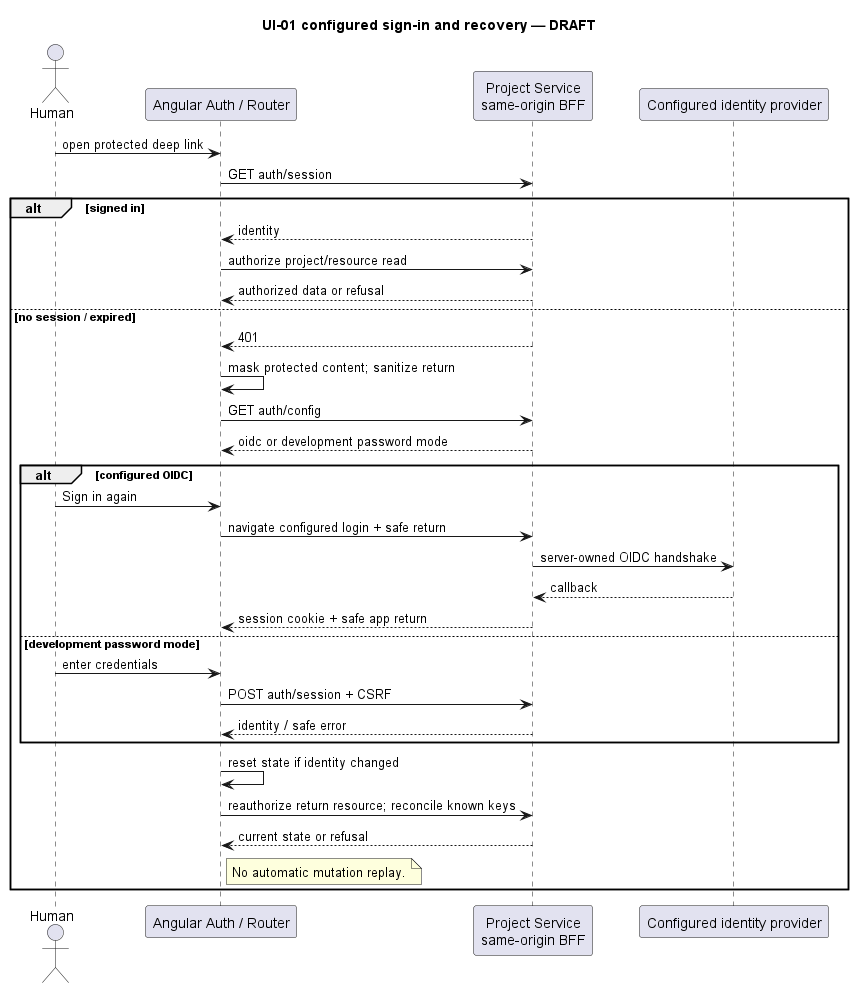 UI-01 configured sign-in and recovery — DRAFT
Human
Angular Auth / Router
Project Service
same-origin BFF
Configured identity provider
open protected deep link
GET auth/session
alt
[signed in]
identity
authorize project/resource read
authorized data or refusal
[no session / expired]
401
mask protected content; sanitize return
GET auth/config
oidc or development password mode
alt
[configured OIDC]
Sign in again
navigate configured login + safe return
server-owned OIDC handshake
callback
session cookie + safe app return
[development password mode]
enter credentials
POST auth/session + CSRF
identity / safe error
reset state if identity changed
reauthorize return resource; reconcile known keys
current state or refusal
No automatic mutation replay.
Human
Angular Auth / Router
Project Service
same-origin BFF
Configured identity provider